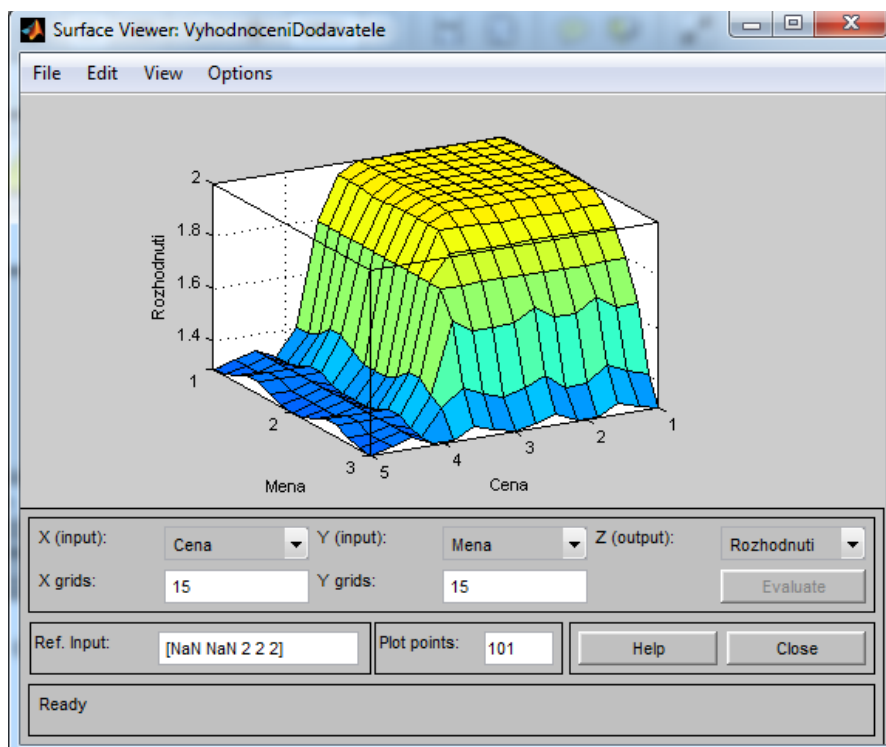 Surface Viewer: VyhodnoceniDodavatele
File Edit View Options
2
1.8
1.6
1.4
Rozhodnuti
1
2
3
Mena
5
4
3
2
1
Cena
X (input): Cena Y (input): Mena Z (output): Rozhodnuti
X grids: 15 Y grids: 15 Evaluate
Ref. Input: [NaN NaN 2 2 2] Plot points: 101 Help Close
Ready